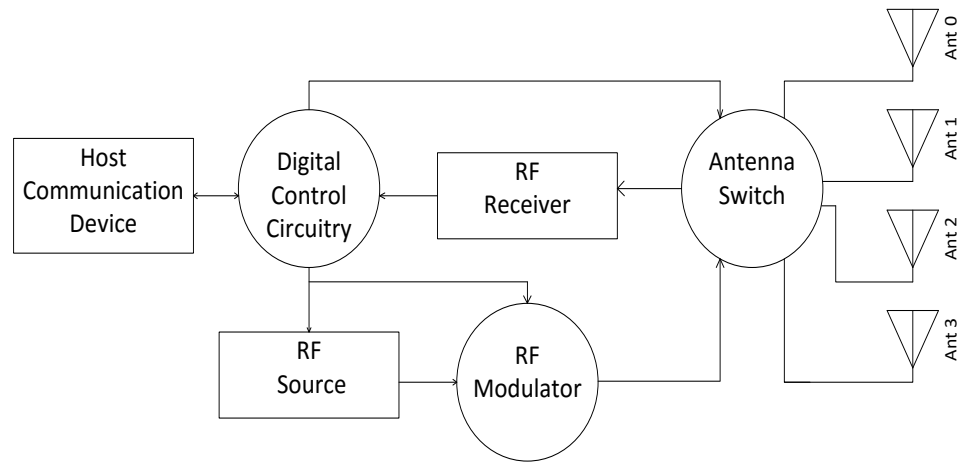 Host
Communication
Device
Digital
Control
Circuitry
RF
Receiver
Antenna
Switch
RF
Source
RF
Modulator
Ant 0
Ant 1
Ant 2
Ant 3